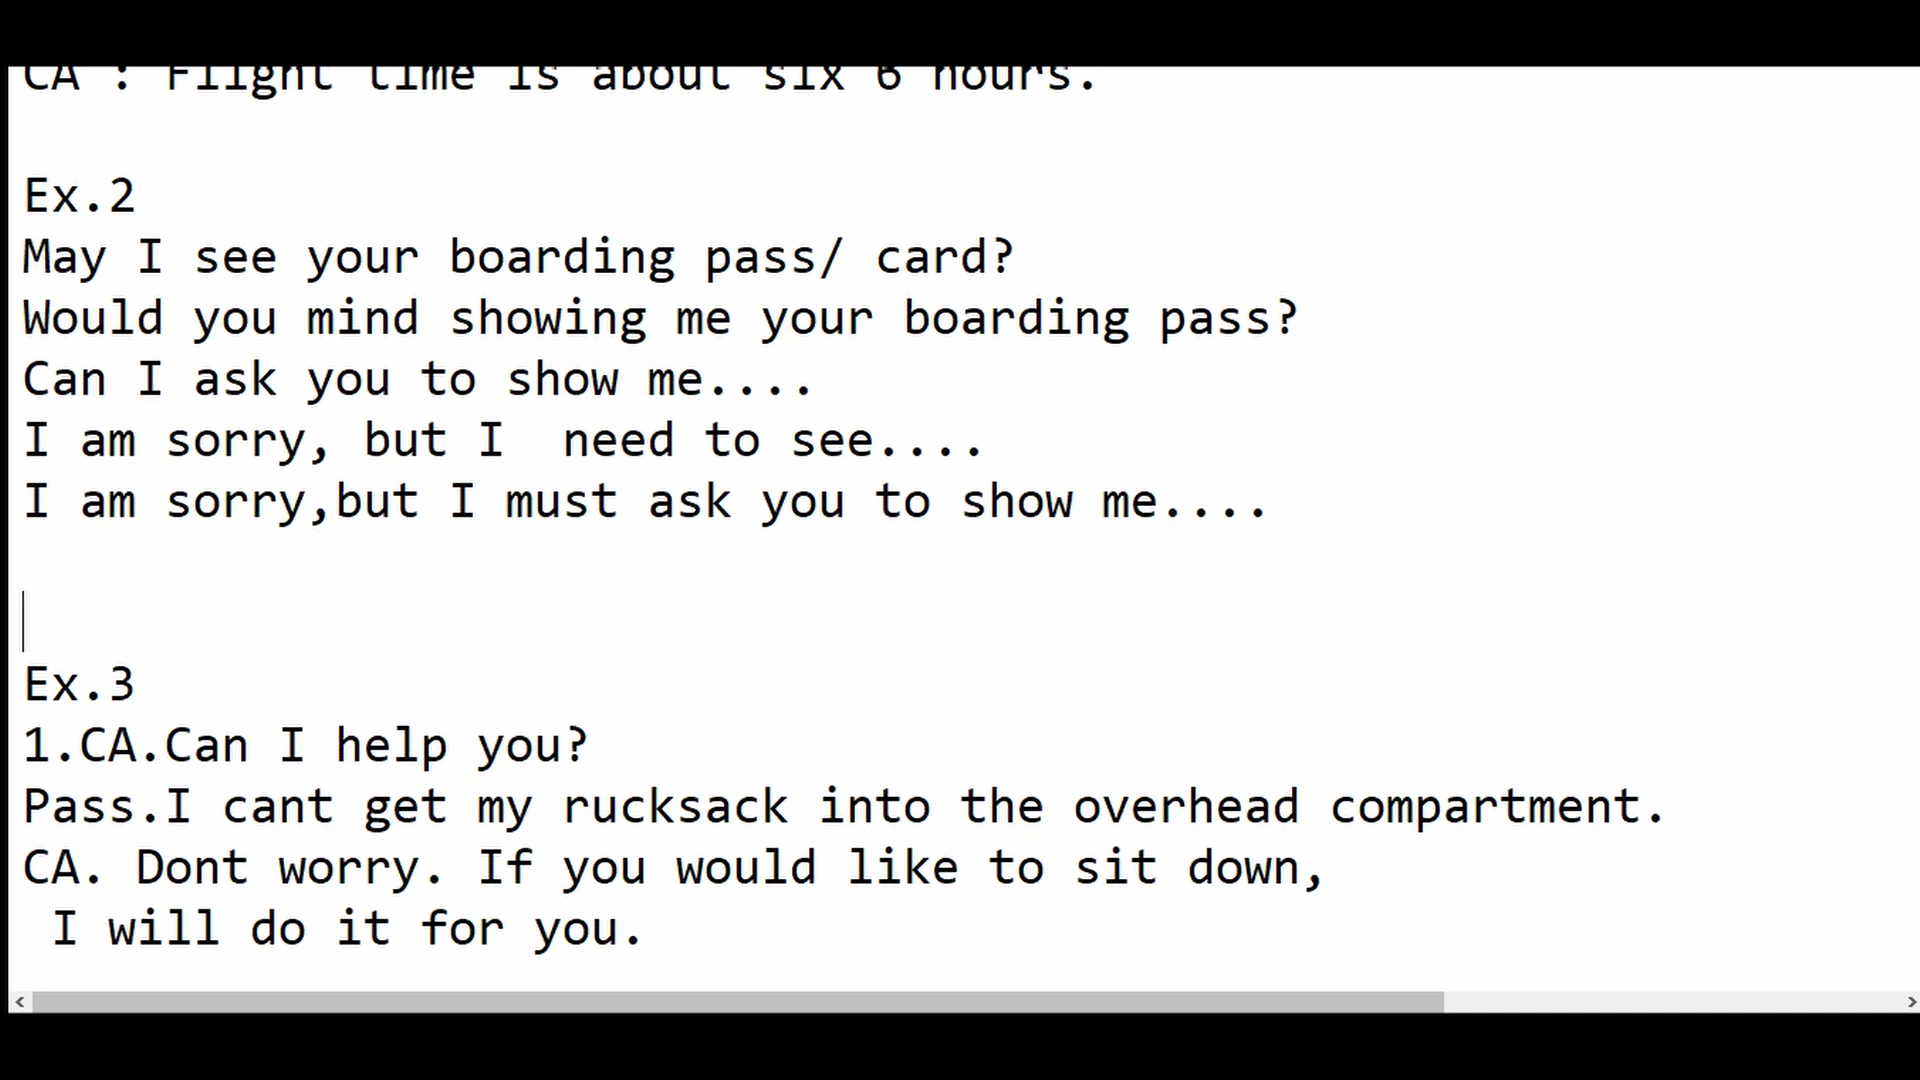 CA : Flight time is about six 6 hours.
Ex.2
May I see your boarding pass/ card?
Would you mind showing me your boarding pass?
Can I ask you to show me....
I am sorry, but I  need to see....
I am sorry,but I must ask you to show me....
Ex.3
1.CA.Can I help you?
Pass.I cant get my rucksack into the overhead compartment.
CA. Dont worry. If you would like to sit down,
I will do it for you.